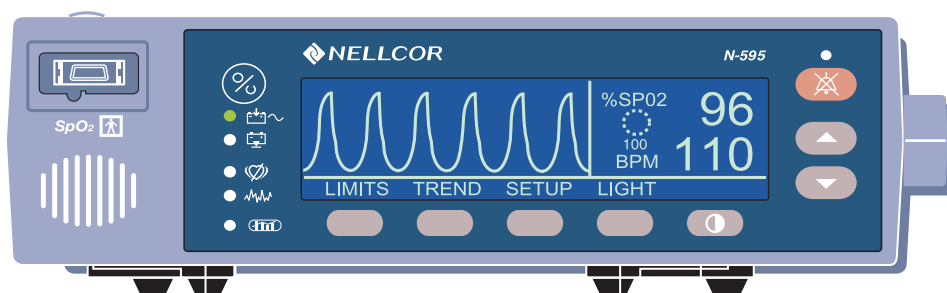 NELLCOR
N-595
%SP02
96
100
BPM
110
LIMITS TREND SETUP LIGHT
SpO₂